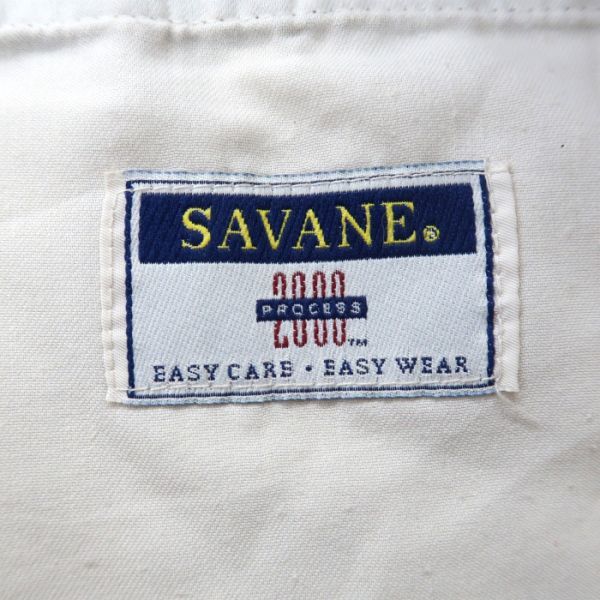 SAVANE®
2000
PROCESS
™
EASY CARE · EASY WEAR